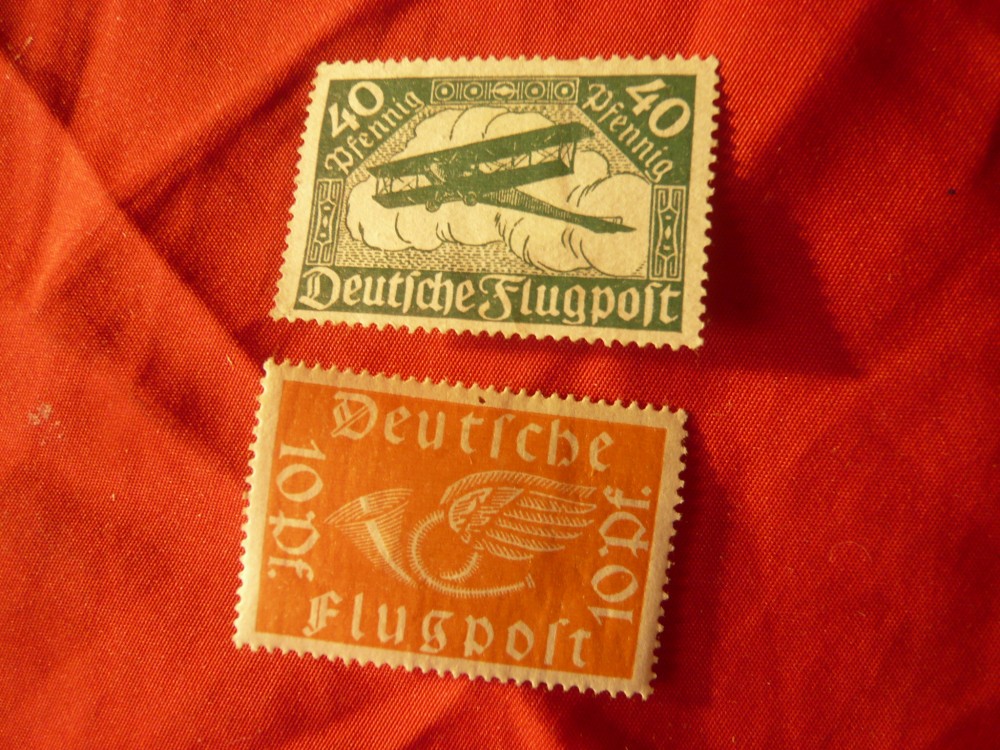 40 Pfennig
40 Pfennig
Deutſche Flugpoſt
Deutſche
10 Pf.
10 Pf.
Flugpoſt